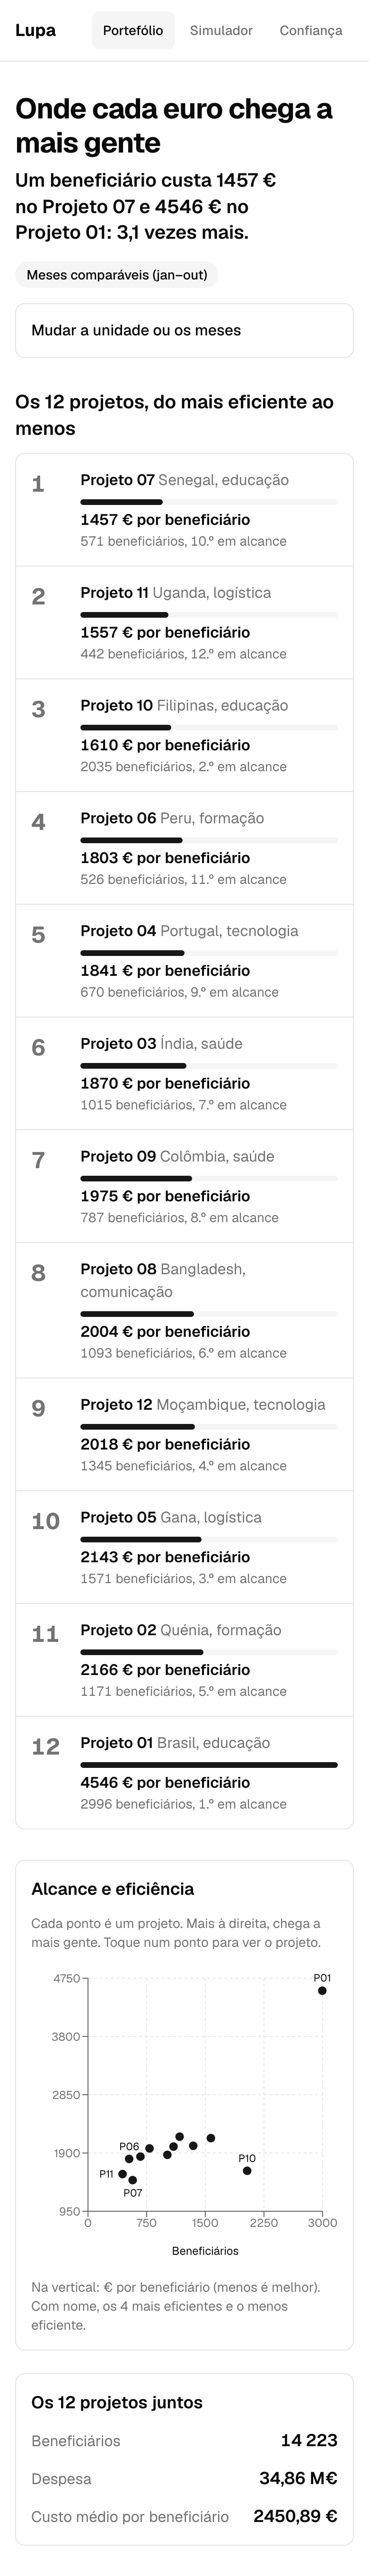 Lupa
Portefólio
Simulador
Confiança
Onde cada euro chega a
mais gente
Um beneficiário custa 1457 €
no Projeto 07 e 4546 € no
Projeto 01: 3,1 vezes mais.
Meses comparáveis (jan–out)
Mudar a unidade ou os meses
Os 12 projetos, do mais eficiente ao
menos
1
Projeto 07 Senegal, educação
1457 € por beneficiário
571 beneficiários, 10.º em alcance
2
Projeto 11 Uganda, logística
1557 € por beneficiário
442 beneficiários, 12.º em alcance
3
Projeto 10 Filipinas, educação
1610 € por beneficiário
2035 beneficiários, 2.º em alcance
4
Projeto 06 Peru, formação
1803 € por beneficiário
526 beneficiários, 11.º em alcance
5
Projeto 04 Portugal, tecnologia
1841 € por beneficiário
670 beneficiários, 9.º em alcance
6
Projeto 03 Índia, saúde
1870 € por beneficiário
1015 beneficiários, 7.º em alcance
7
Projeto 09 Colômbia, saúde
1975 € por beneficiário
787 beneficiários, 8.º em alcance
8
Projeto 08 Bangladesh,
comunicação
2004 € por beneficiário
1093 beneficiários, 6.º em alcance
9
Projeto 12 Moçambique, tecnologia
2018 € por beneficiário
1345 beneficiários, 4.º em alcance
10
Projeto 05 Gana, logística
2143 € por beneficiário
1571 beneficiários, 3.º em alcance
11
Projeto 02 Quénia, formação
2166 € por beneficiário
1171 beneficiários, 5.º em alcance
12
Projeto 01 Brasil, educação
4546 € por beneficiário
2996 beneficiários, 1.º em alcance
Alcance e eficiência
Cada ponto é um projeto. Mais à direita, chega a
mais gente. Toque num ponto para ver o projeto.
P01
4750
3800
2850
1900
950
P06
P10
P11
P07
0
750
1500
2250
3000
Beneficiários
Na vertical: € por beneficiário (menos é melhor).
Com nome, os 4 mais eficientes e o menos
eficiente.
Os 12 projetos juntos
Beneficiários
14 223
Despesa
34,86 M€
Custo médio por beneficiário
2450,89 €